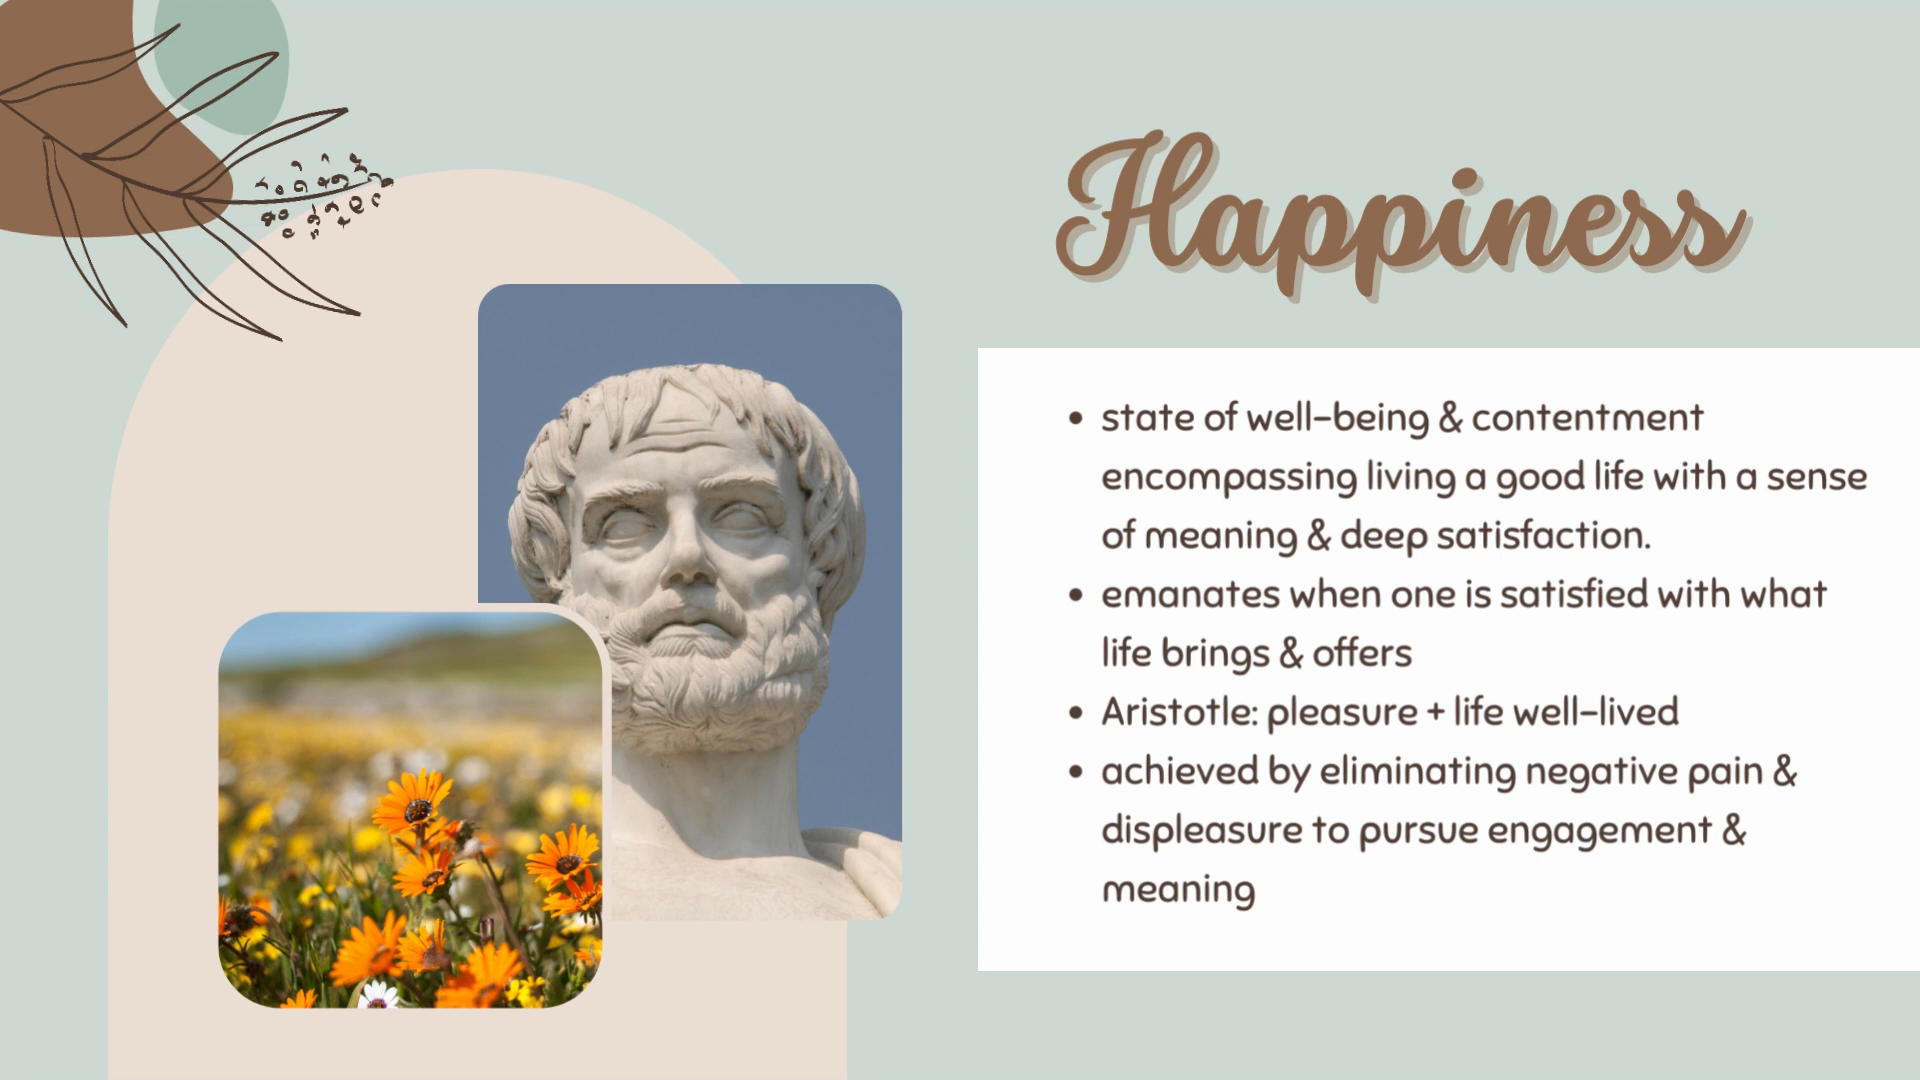 Happiness
• state of well-being & contentment
encompassing living a good life with a sense
of meaning & deep satisfaction.
• emanates when one is satisfied with what
life brings & offers
• Aristotle: pleasure + life well-lived
• achieved by eliminating negative pain &
displeasure to pursue engagement &
meaning